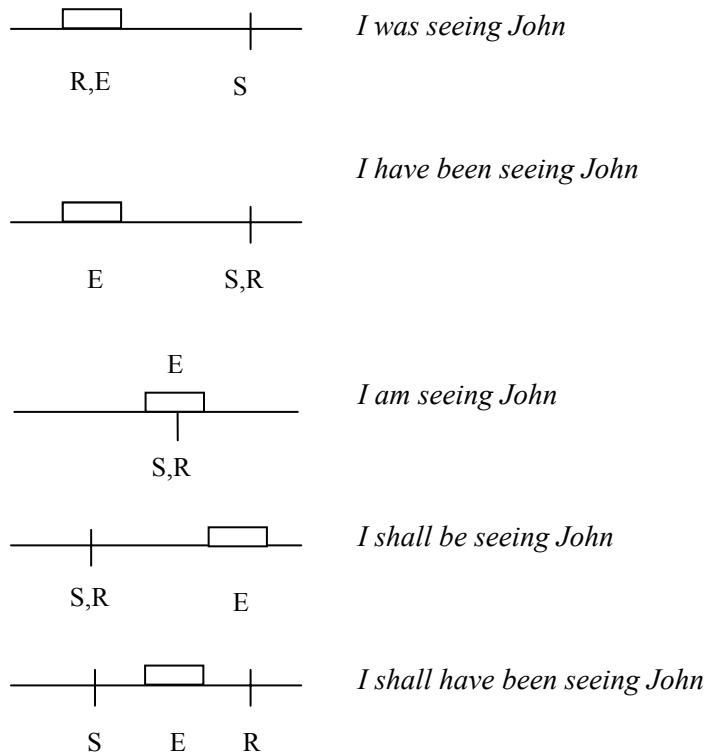 I was seeing John
R,E S
I have been seeing John
E S,R
E
I am seeing John
S,R
I shall be seeing John
S,R E
I shall have been seeing John
S E R